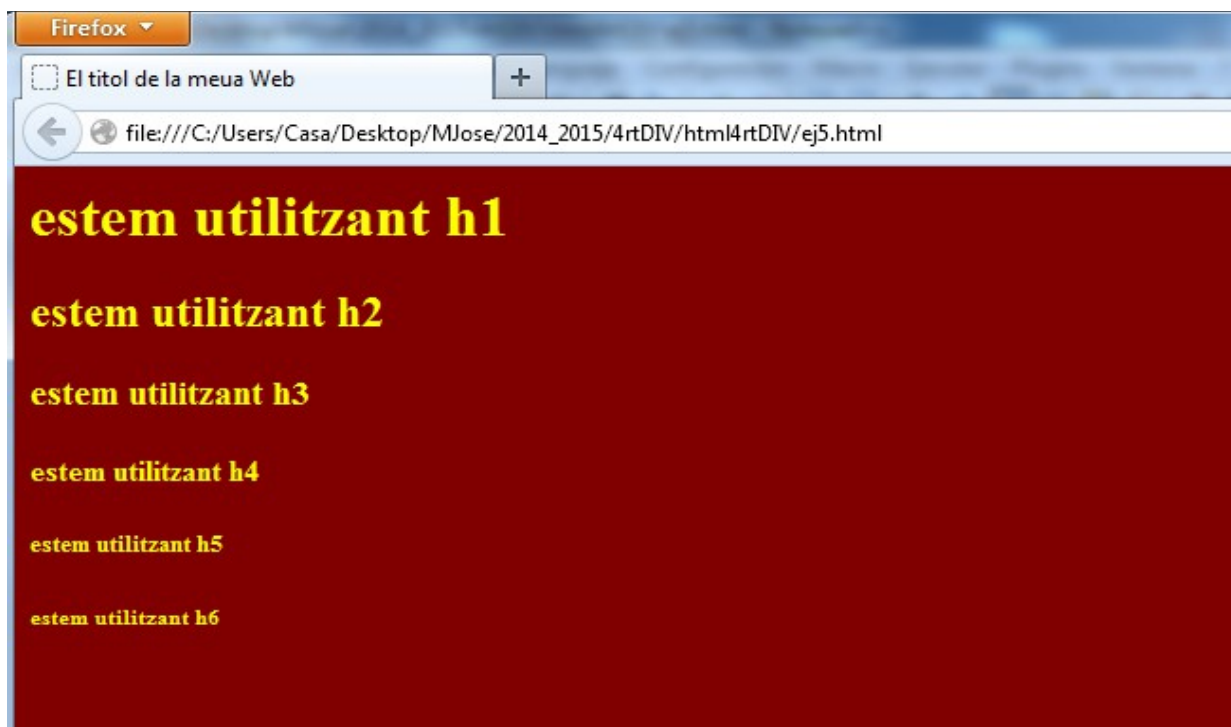 Firefox
El titol de la meua Web
+
file:///C:/Users/Casa/Desktop/MJose/2014_2015/4rtDIV/html4rtDIV/ej5.html
estem utilitzant h1
estem utilitzant h2
estem utilitzant h3
estem utilitzant h4
estem utilitzant h5
estem utilitzant h6